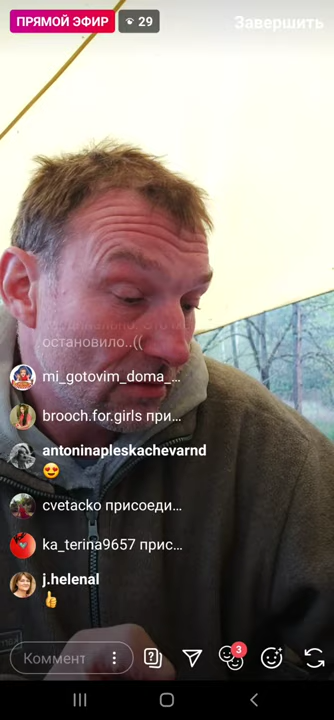 ПРЯМОЙ ЭФИР 29 Завершить
остановило..((
mi_gotovim_doma_...
brooch.for.girls при...
antoninapleskachevarnd
😍
cvetacko присоеди...
ka_terina9657 прис...
j.helenal
👍
Коммент 3